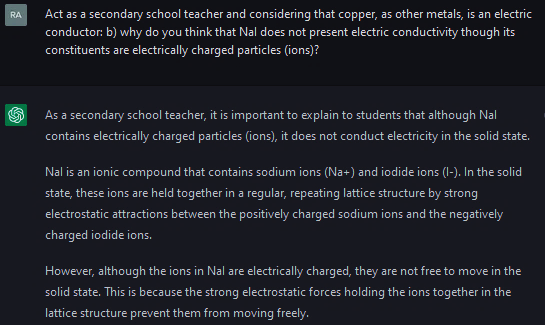 RA
Act as a secondary school teacher and considering that copper, as other metals, is an electric
conductor: b) why do you think that NaI does not present electric conductivity though its
constituents are electrically charged particles (ions)?
As a secondary school teacher, it is important to explain to students that although NaI
contains electrically charged particles (ions), it does not conduct electricity in the solid state.
NaI is an ionic compound that contains sodium ions (Na+) and iodide ions (I-). In the solid
state, these ions are held together in a regular, repeating lattice structure by strong
electrostatic attractions between the positively charged sodium ions and the negatively
charged iodide ions.
However, although the ions in NaI are electrically charged, they are not free to move in the
solid state. This is because the strong electrostatic forces holding the ions together in the
lattice structure prevent them from moving freely.